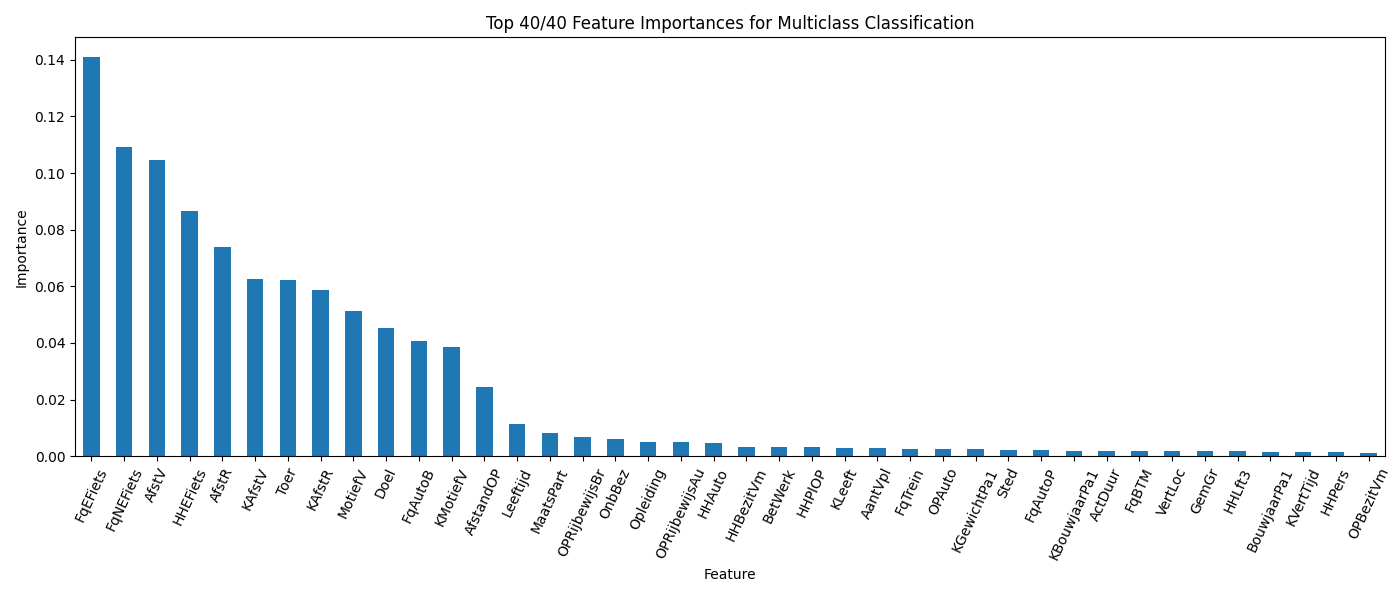 Top 40/40 Feature Importances for Multiclass Classification
Importance
0.14
0.12
0.10
0.08
0.06
0.04
0.02
0.00
FqEFiets
FqNEFiets
AfstV
HHEFiets
AfstR
KAfstV
Toer
KAfstR
MotiefV
Doel
FqAutoB
KMotiefV
AfstandOP
Leeftijd
MaatsPart
OPRijbewijsBr
OnbBez
Opleiding
OPRijbewijsAu
HHAuto
HHBezitVm
BetWerk
HHPlOP
KLeeft
AantVpl
FqTrein
OPAuto
KGewichtPa1
Sted
FqAutoP
KBouwjaarPa1
ActDuur
FqBTM
VertLoc
GemGr
HHLft3
BouwjaarPa1
KVertTijd
HHPers
OPBezitVm
Feature